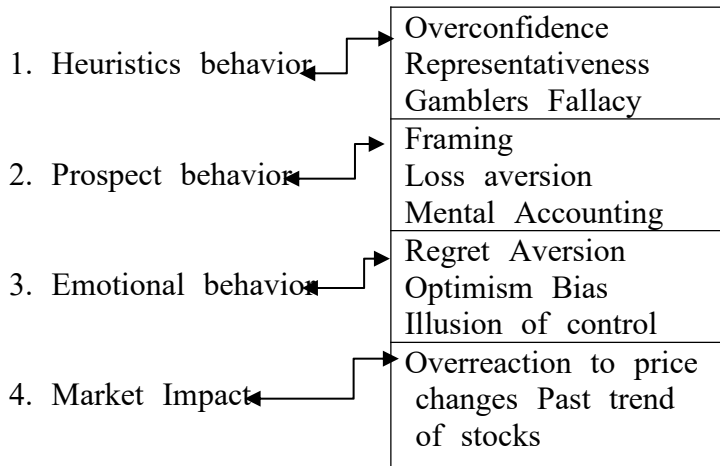 Overconfidence
1. Heuristics behavior
Representativeness
Gamblers Fallacy
Framing
2. Prospect behavior
Loss aversion
Mental Accounting
Regret Aversion
3. Emotional behavior
Optimism Bias
Illusion of control
Overreaction to price
4. Market Impact
changes Past trend
of stocks